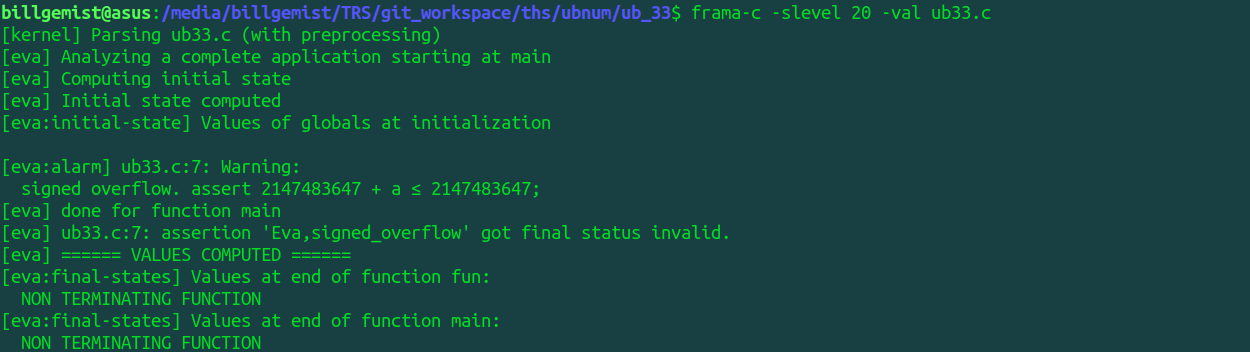 billgemist@asus:/media/billgemist/TRS/git_workspace/ths/ubnum/ub_33$ frama-c -slevel 20 -val ub33.c
[kernel] Parsing ub33.c (with preprocessing)
[eva] Analyzing a complete application starting at main
[eva] Computing initial state
[eva] Initial state computed
[eva:initial-state] Values of globals at initialization
[eva:alarm] ub33.c:7: Warning:
signed overflow. assert 2147483647 + a ≤ 2147483647;
[eva] done for function main
[eva] ub33.c:7: assertion 'Eva,signed_overflow' got final status invalid.
[eva] ====== VALUES COMPUTED ======
[eva:final-states] Values at end of function fun:
NON TERMINATING FUNCTION
[eva:final-states] Values at end of function main:
NON TERMINATING FUNCTION